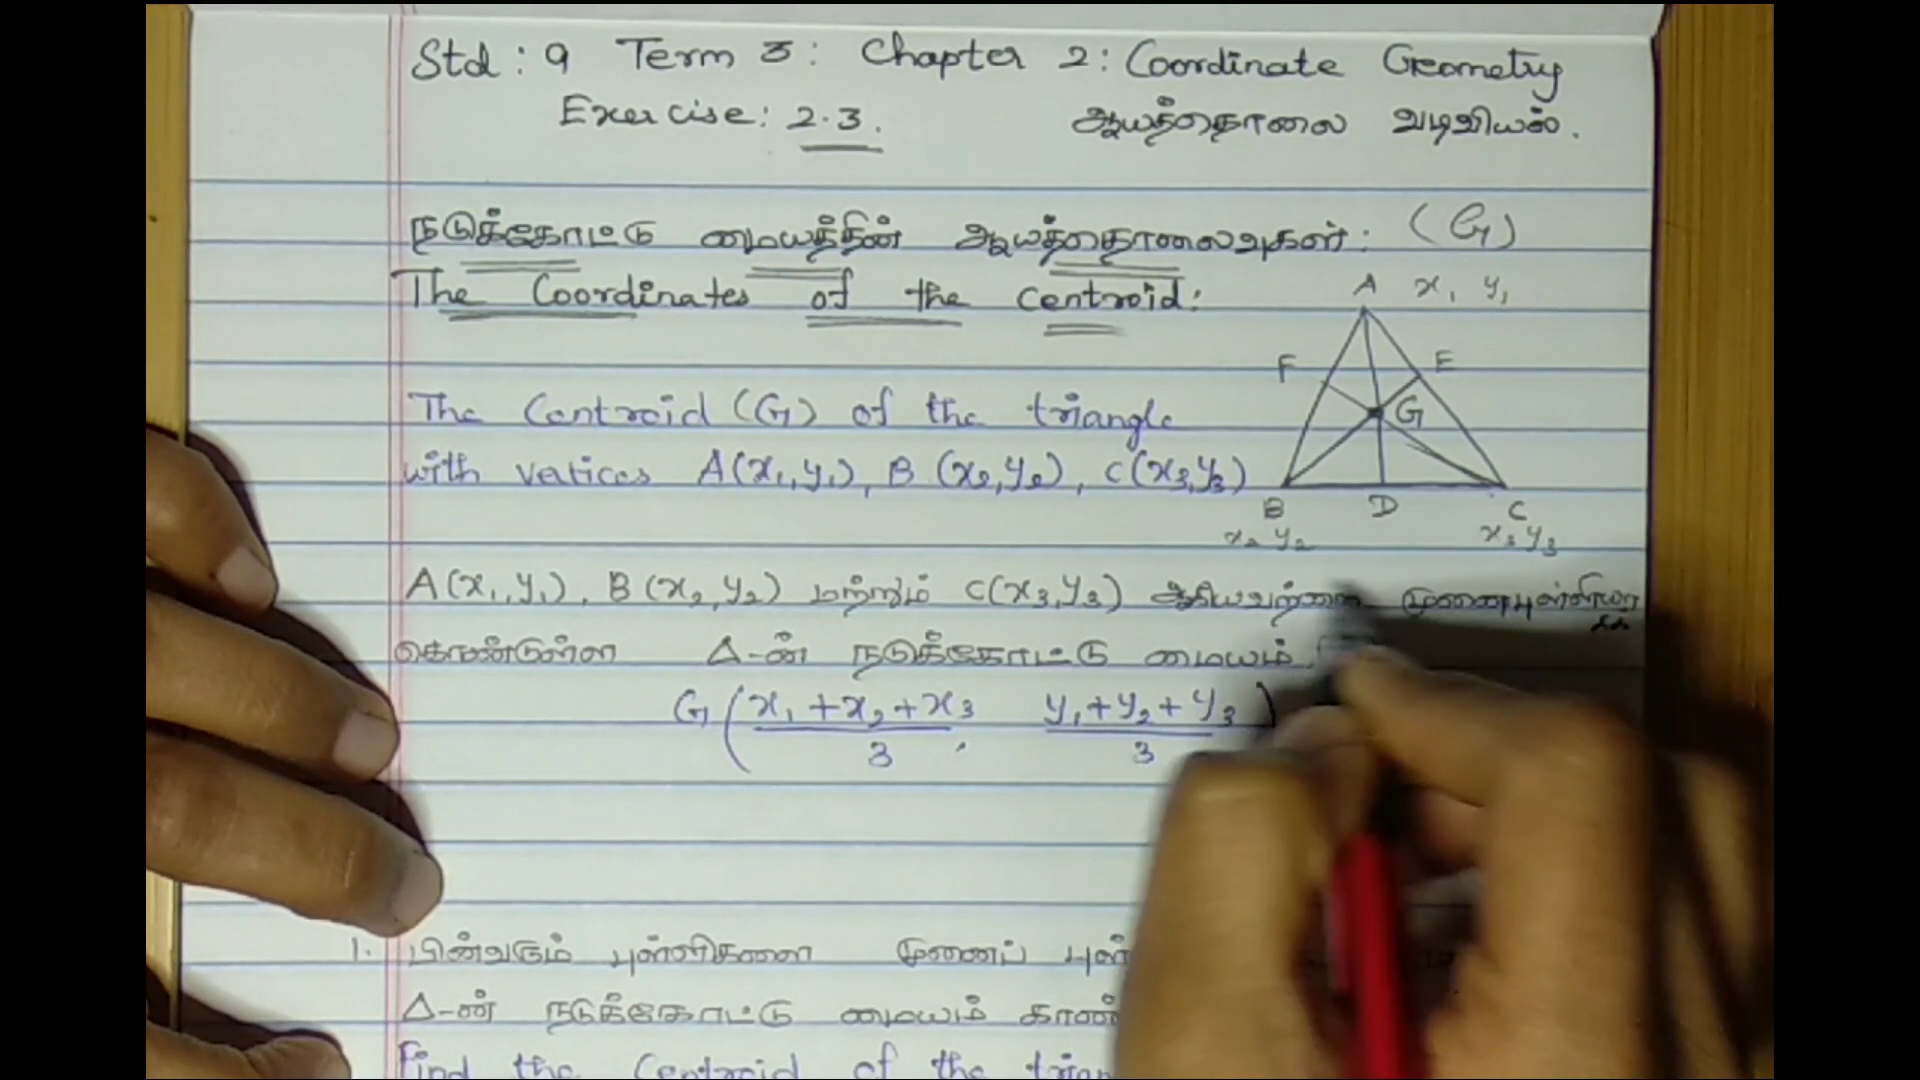 Std : 9 Term 3 : Chapter 2 : Coordinate Geometry
Exercise: 2.3. ஆயத்தொலை வடிவியல்.
நடுக்கோட்டு மையத்தின் ஆயத்தொலைவுகள் : (G)
The Coordinates of the centroid:
A x₁ y₁
F E
G
The Centroid (G) of the triangle
with vetices A(x₁,y₁), B (x₂,y₂), C(x₃,y₃)
B D C
x₂ y₂ x₃ y₃
A(x₁,y₁), B(x₂,y₂) மற்றும் C(x₃,y₃) ஆகியவற்றை
கொண்டுள்ள Δ-ன் நடுக்கோட்டு மையம்
G(x₁+x₂+x₃/3, y₁+y₂+y₃/3)
1. பின்வரும் புள்ளிகளை முனைப்
Δ-ன் நடுக்கோட்டு மையம்
Find the Centroid of the